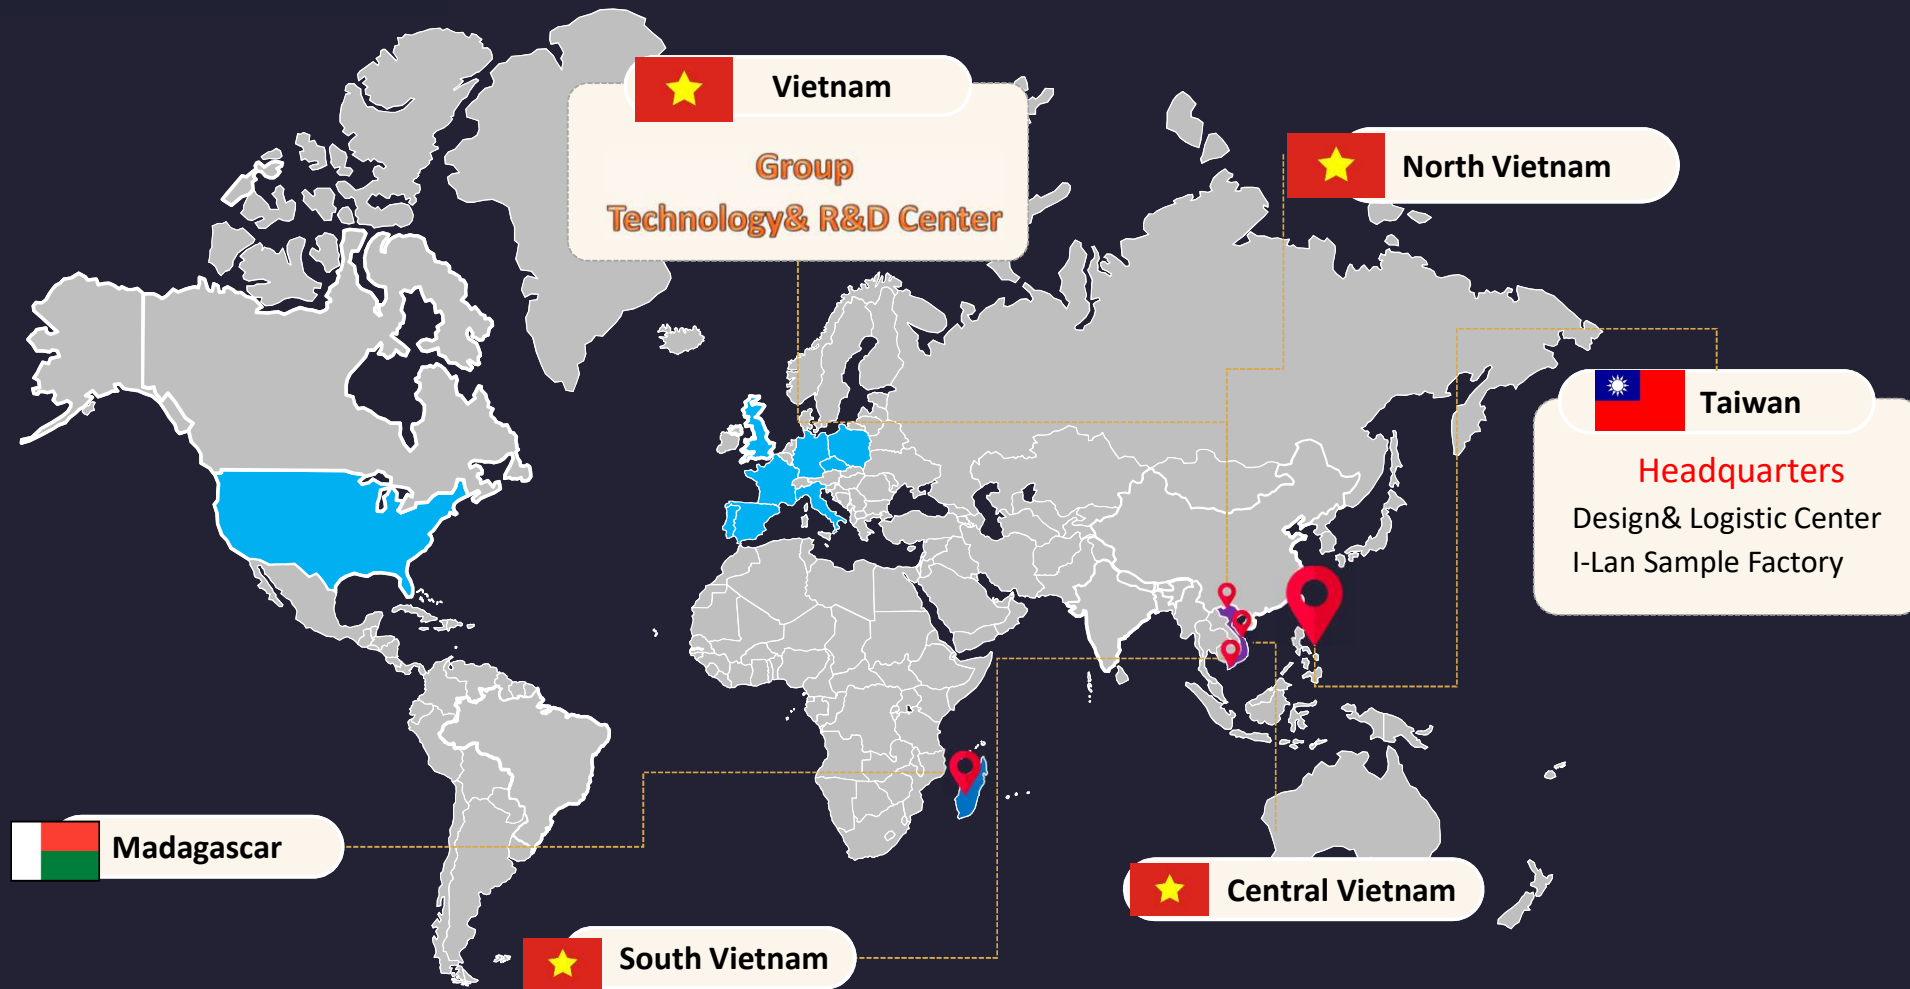 Vietnam
Group
Technology& R&D Center
North Vietnam
Taiwan
Headquarters
Design& Logistic Center
I-Lan Sample Factory
Madagascar
Central Vietnam
South Vietnam